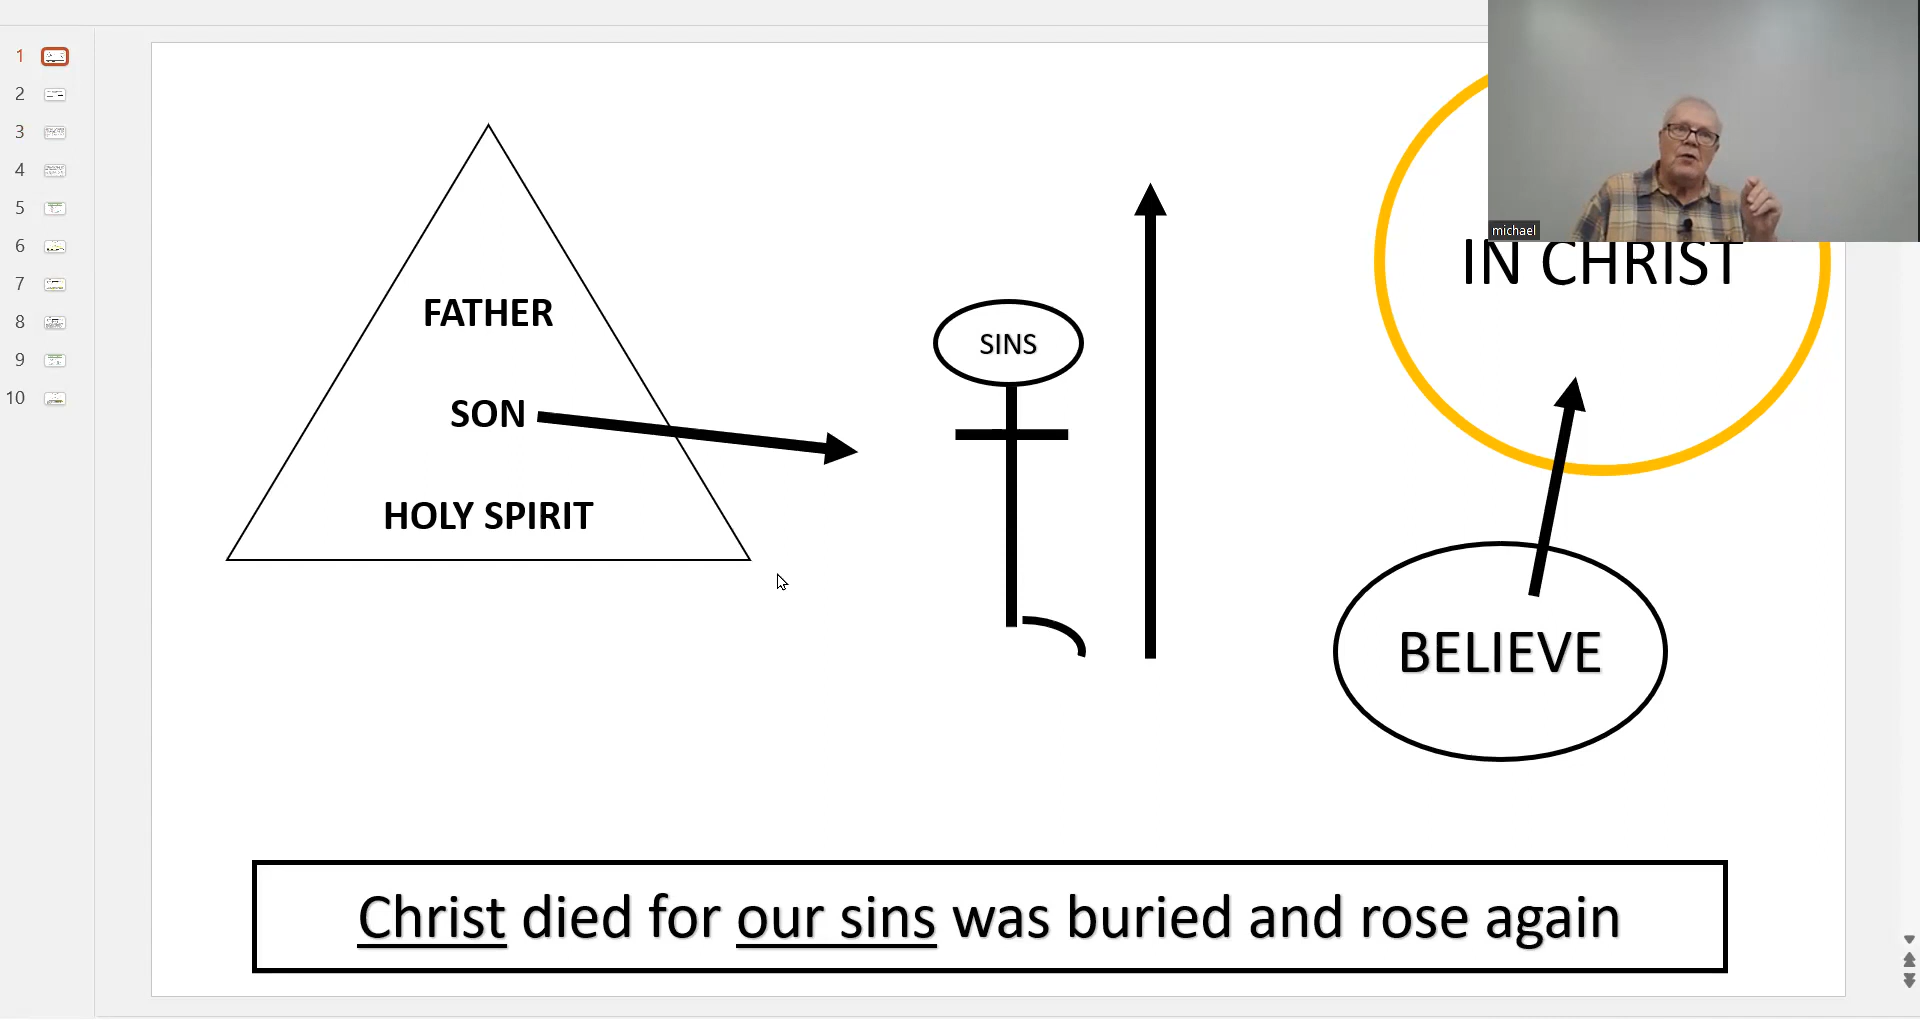 1
2
3
4
5
6
7
8
9
10
FATHER
SON
HOLY SPIRIT
SINS
michael
IN CHRIST
BELIEVE
Christ died for our sins was buried and rose again